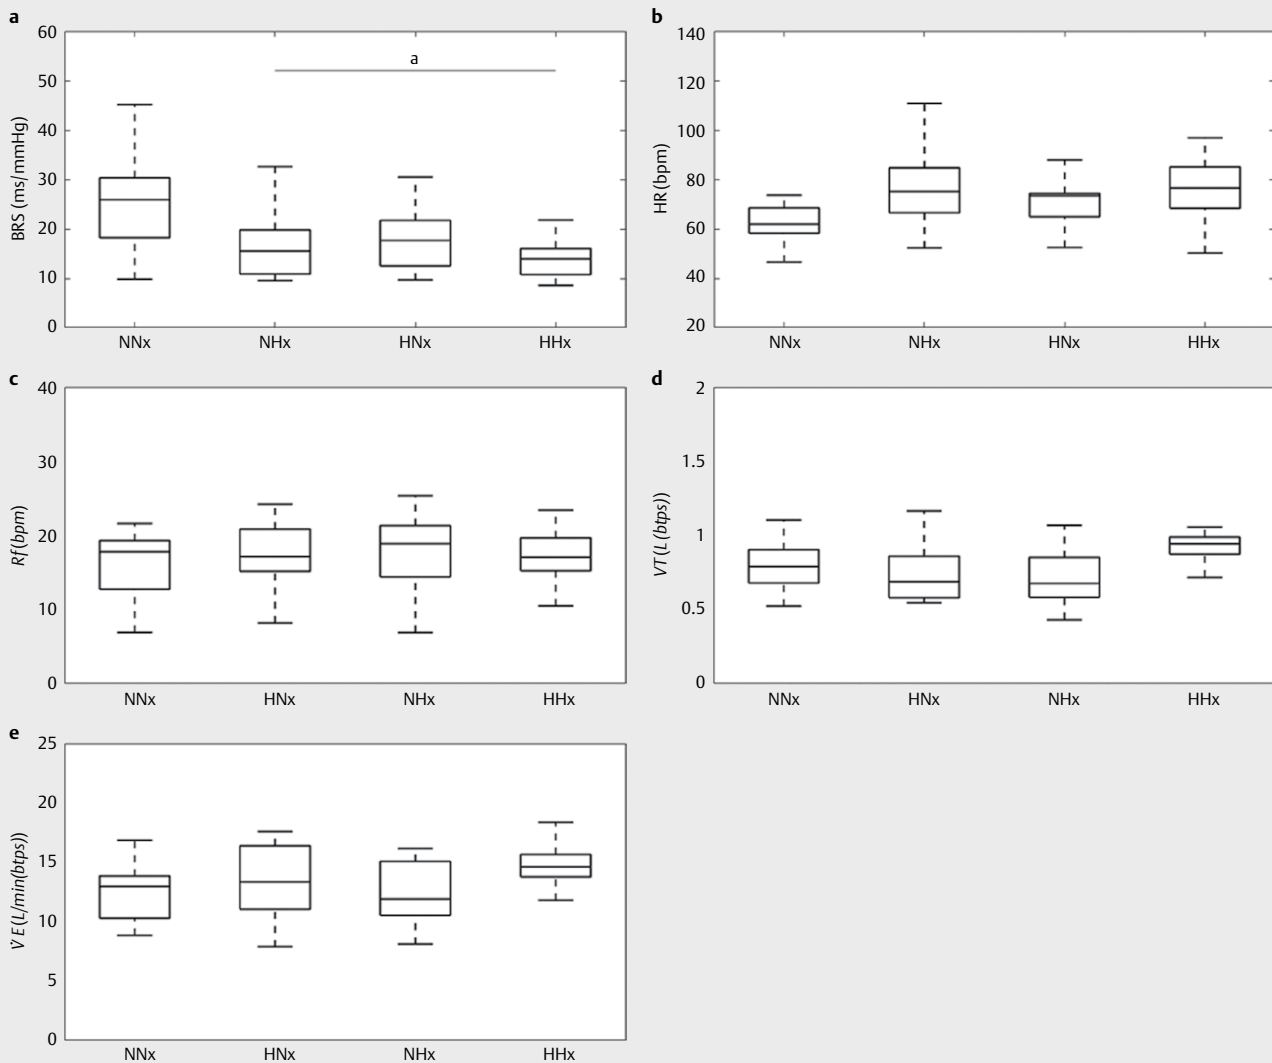 a
60
50
40
30
20
10
0
BRS (ms/mmHg)
a
NNx NHx HNx HHx
b
140
120
100
80
60
40
20
HR (bpm)
NNx NHx HNx HHx
c
40
30
20
10
0
Rf (bpm)
NNx HNx NHx HHx
d
2
1.5
1
0.5
0
VT (L (btps))
NNx HNx NHx HHx
e
25
20
15
10
5
0
V̇E (L/min(btps))
NNx HNx NHx HHx